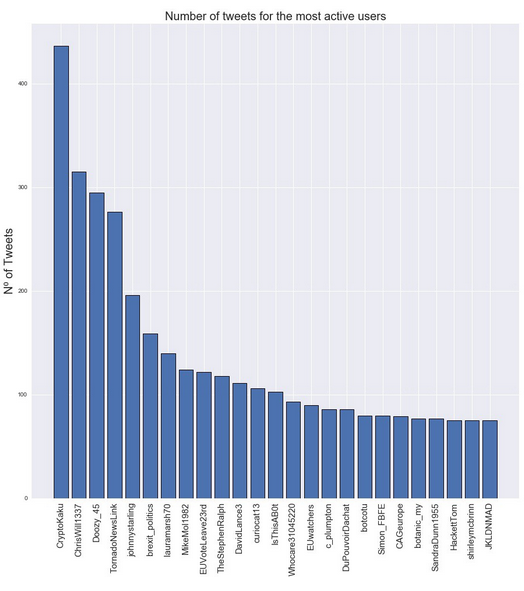 Number of tweets for the most active users
Nº of Tweets
400
300
200
100
0
CryptoKaku
ChrisWill1337
Doozy_45
TornadoNewsLink
johnnystarling
brexit_politics
lauramarsh70
MikeMol1982
EUVoteLeave23rd
TheStephenRalph
DavidLance3
curiocat13
IsThisAB0t
Whocare31045220
EUwatchers
c_plumpton
DuPouvoirDachat
botcotu
Simon_FBFE
CAGeurope
botanic_my
SandraDunn1955
HackettTom
shirleymcbrinn
JKLDNMAD